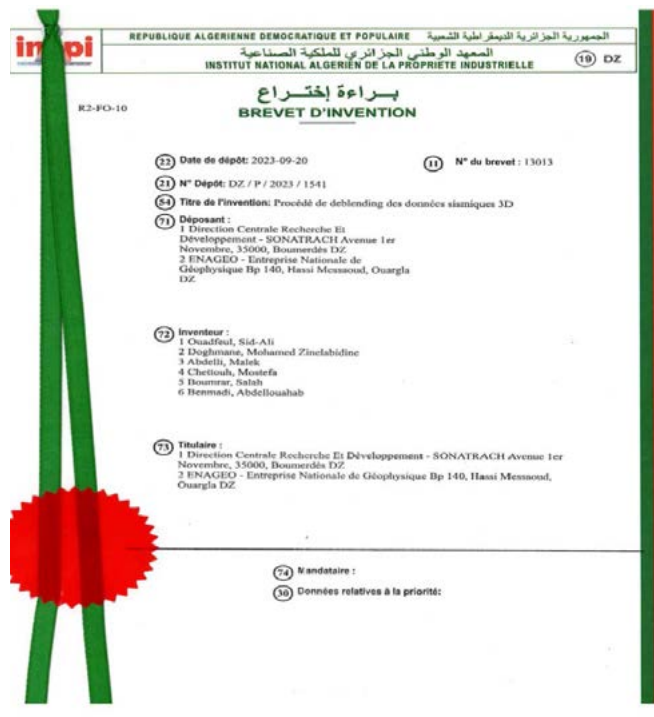 inapi
REPUBLIQUE ALGERIENNE DEMOCRATIQUE ET POPULAIRE الجمهورية الجزائرية الديمقراطية الشعبية
المعهد الوطني الجزائري للملكية الصناعية
INSTITUT NATIONAL ALGERIEN DE LA PROPRIETE INDUSTRIELLE
(19) DZ
R2-FO-10
بـــراءة إختـــراع
BREVET D'INVENTION
(22) Date de dépôt: 2023-09-20
(11) N° du brevet : 13013
(21) N° Dépôt: DZ / P / 2023 / 1541
(54) Titre de l'invention: Procédé de deblending des données sismiques 3D
(71) Déposant :
1 Direction Centrale Recherche Et
Développement - SONATRACH Avenue 1er
Novembre, 35000, Boumerdés DZ
2 ENAGEO - Entreprise Nationale de
Géophysique Bp 140, Hassi Messaoud, Ouargla
DZ
(72) Inventeur :
1 Ouadfeul, Sid-Ali
2 Doghmane, Mohamed Zinelabidine
3 Abdelli, Malek
4 Chettouh, Mostefa
5 Boumrar, Salah
6 Benmadi, Abdellouahab
(73) Titulaire :
1 Direction Centrale Recherche Et Développement - SONATRACH Avenue 1er
Novembre, 35000, Boumerdés DZ
2 ENAGEO - Entreprise Nationale de Géophysique Bp 140, Hassi Messaoud,
Ouargla DZ
(74) Mandataire :
(30) Données relatives à la priorité: